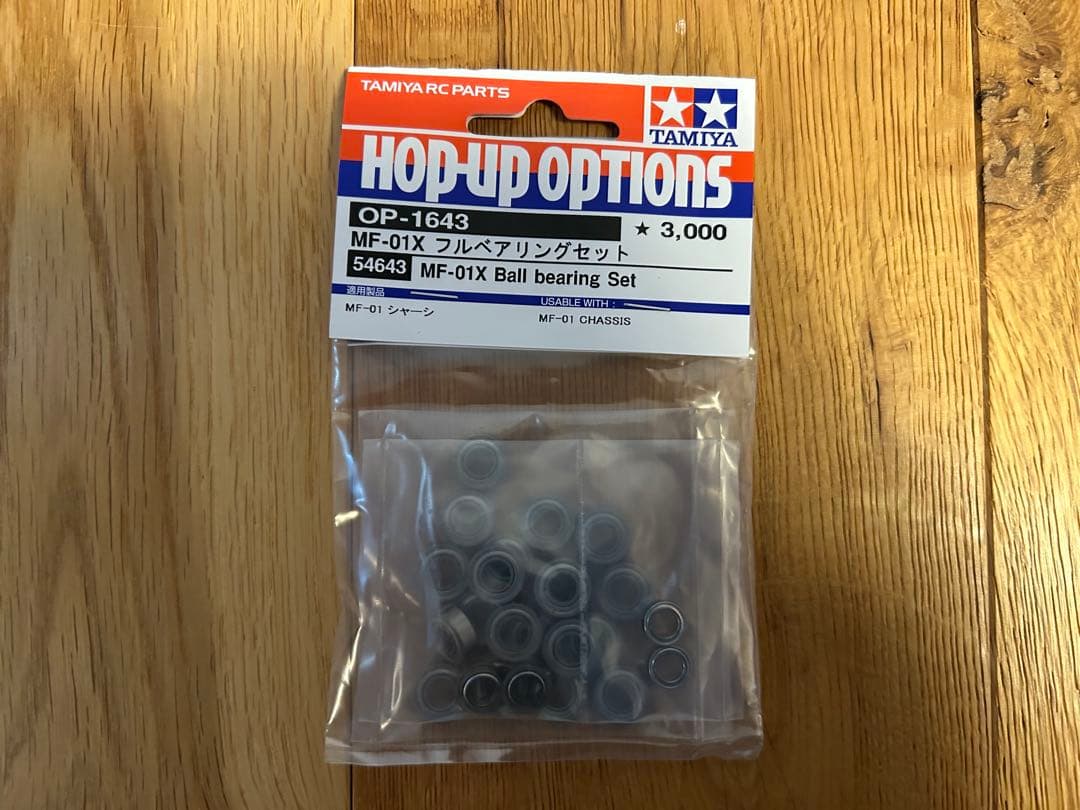 TAMIYA RC PARTS
TAMIYA
HOP-UP OPTIONS
OP-1643
★ 3,000
MF-01X フルベアリングセット
54643 MF-01X Ball bearing Set
適用製品
USABLE WITH :
MF-01 シャーシ
MF-01 CHASSIS